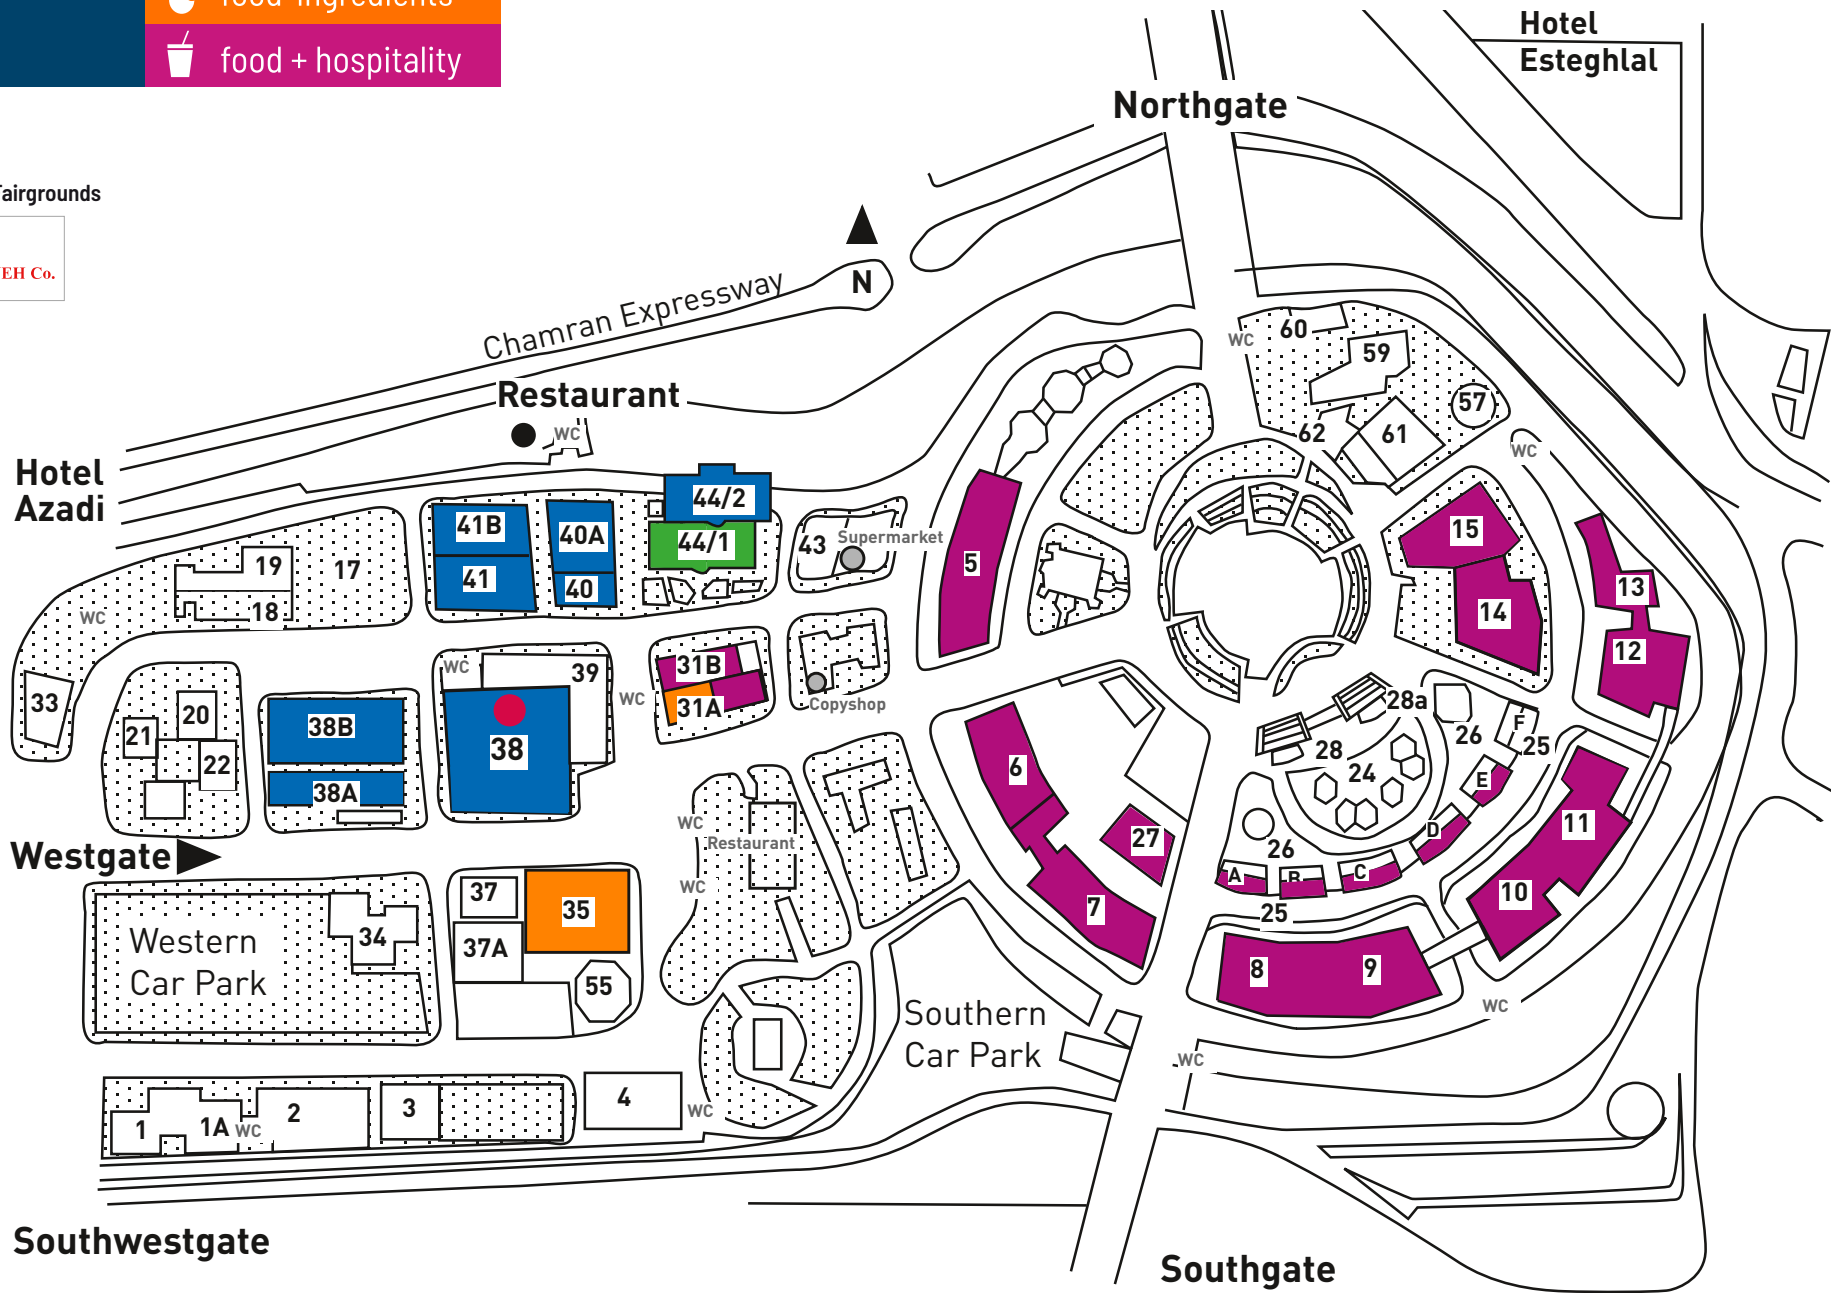 food ingredients
food + hospitality
Hotel
Esteghlal
Northgate
Fairgrounds
EH Co.
N
Chamran Expressway
Restaurant
WC
Hotel
Azadi
60
WC
59
57
62
61
WC
44/2
41B
40A
44/1
43
Supermarket
15
5
19
17
41
40
18
WC
13
14
12
31B
39
WC
WC
31A
Copyshop
33
20
21
22
38B
38
38A
28a
F
26
25
28
24
E
6
WC
Restaurant
27
D
11
26
A
B
C
25
Westgate
WC
37
35
10
7
34
Western
Car Park
37A
55
8
9
WC
Southern
Car Park
WC
1
1A
WC
2
3
4
WC
Southwestgate
Southgate